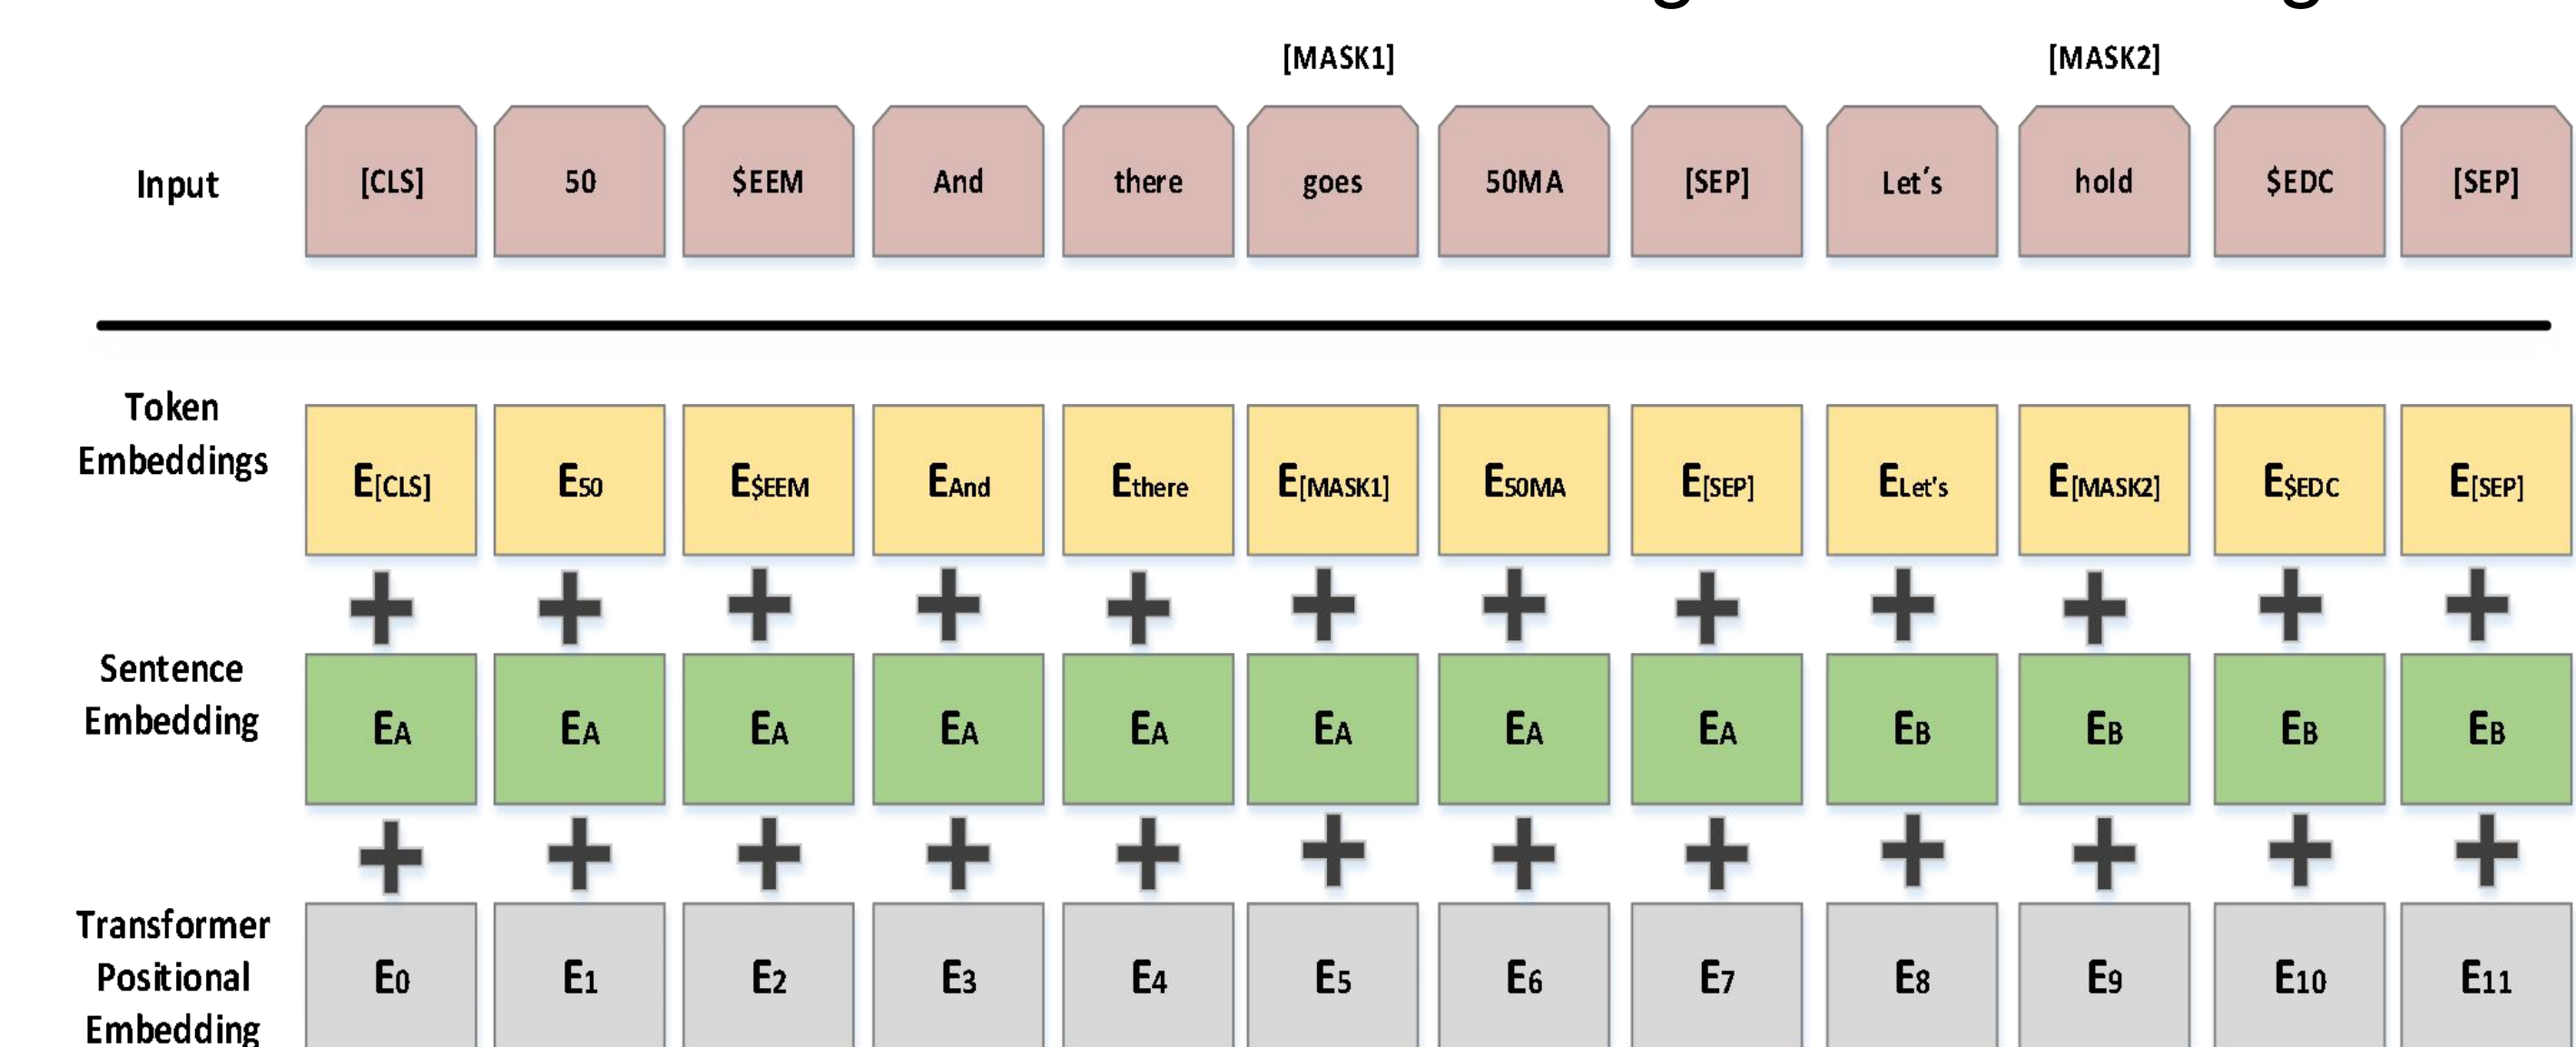 [MASK1] [MASK2]
Input [CLS] 50 $EEM And there goes 50MA [SEP] Let's hold $EDC [SEP]
Token
Embeddings
E[CLS] E50 E$EEM EAnd Ethere E[MASK1] E50MA E[SEP] ELet's E[MASK2] E$EDC E[SEP]
Sentence
Embedding
EA EA EA EA EA EA EA EA EB EB EB EB
Transformer
Positional
Embedding
E0 E1 E2 E3 E4 E5 E6 E7 E8 E9 E10 E11